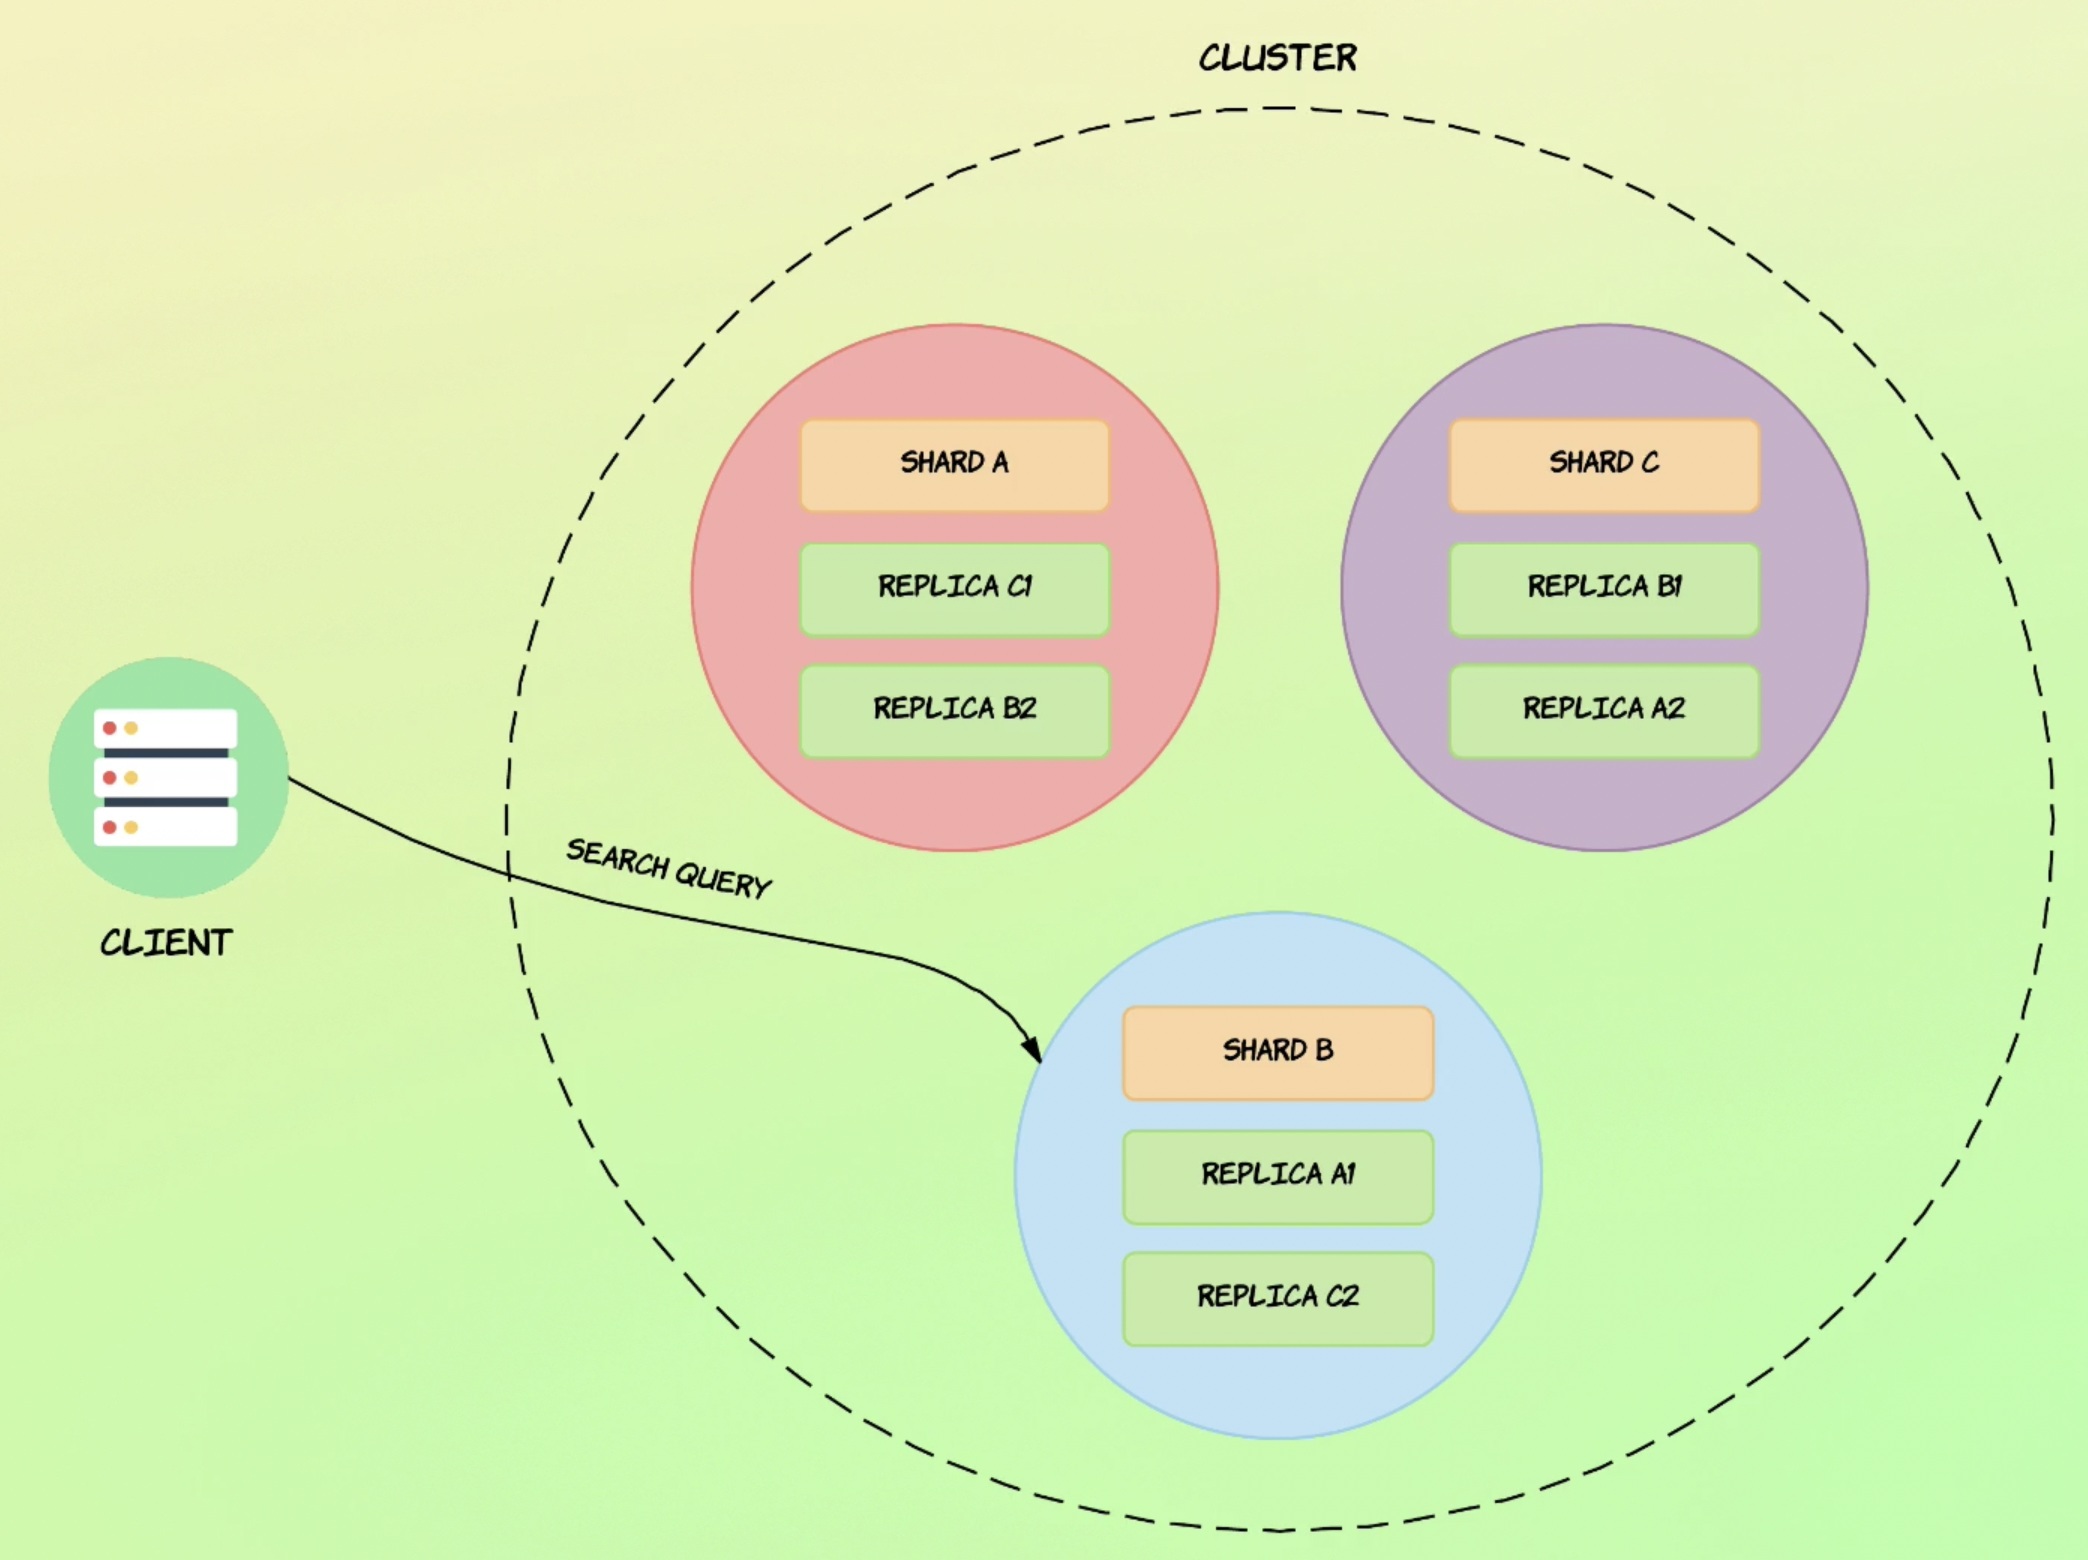 CLUSTER
SHARD A
REPLICA C1
REPLICA B2
SHARD C
REPLICA B1
REPLICA A2
CLIENT
SEARCH QUERY
SHARD B
REPLICA A1
REPLICA C2